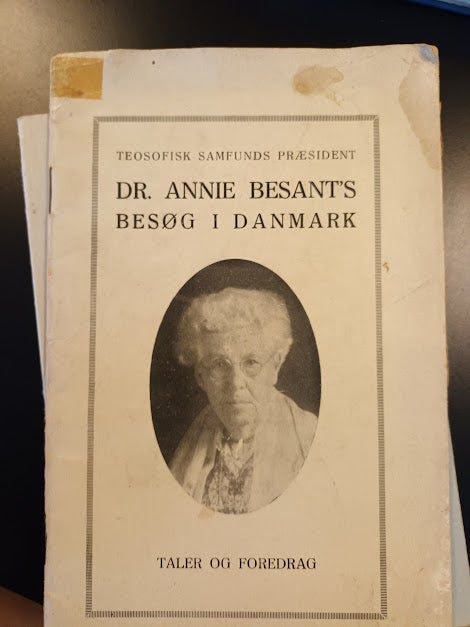 TEOSOFISK SAMFUNDS PRÆSIDENT
DR. ANNIE BESANT'S
BESØG I DANMARK
TALER OG FOREDRAG